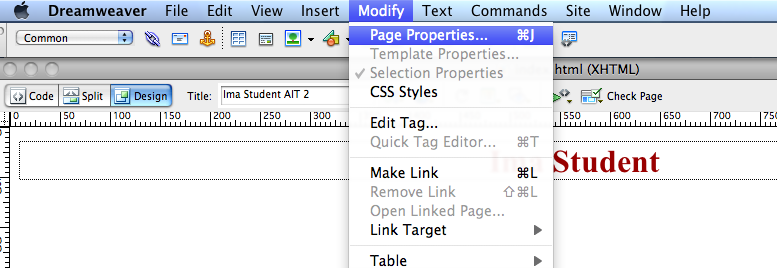 Dreamweaver File Edit View Insert Modify Text Commands Site Window Help
Common
Page Properties... ⌘J
Template Properties...
html (XHTML)
✓ Selection Properties
Code Split Design Title: Ima Student AIT 2
CSS Styles
Check Page
0 50 100 150 200 250 300 550 600 650 700 750
Edit Tag...
Quick Tag Editor... ⌘T
Ima Student
Make Link ⌘L
Remove Link ⇧⌘L
Open Linked Page...
Link Target
Table